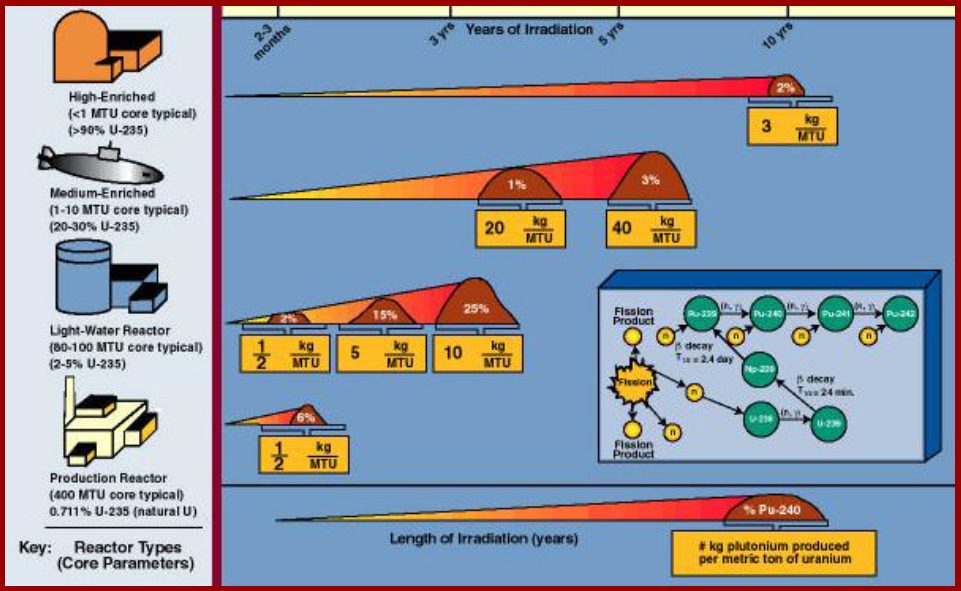 2-3
months
3 yrs
Years of Irradiation
5 yrs
10 yrs
High-Enriched
(<1 MTU core typical)
(>90% U-235)
2%
3 kg
MTU
Medium-Enriched
(1-10 MTU core typical)
(20-30% U-235)
1%
3%
20 kg
MTU
40 kg
MTU
Light-Water Reactor
(80-100 MTU core typical)
(2-5% U-235)
2%
15%
25%
1
2
kg
MTU
5 kg
MTU
10 kg
MTU
Production Reactor
(400 MTU core typical)
0.711% U-235 (natural U)
6%
1
2
kg
MTU
Fission
Product
n
Pu-239
(n, γ)
n
Pu-240
(n, γ)
n
Pu-241
(n, γ)
n
Pu-242
β decay
T1/2 = 2.4 day
Np-239
β decay
T1/2 = 24 min.
Fission
n
U-238
(n, γ)
U-239
n
Fission
Product
% Pu-240
Length of Irradiation (years)
# kg plutonium produced
per metric ton of uranium
Key: Reactor Types
(Core Parameters)